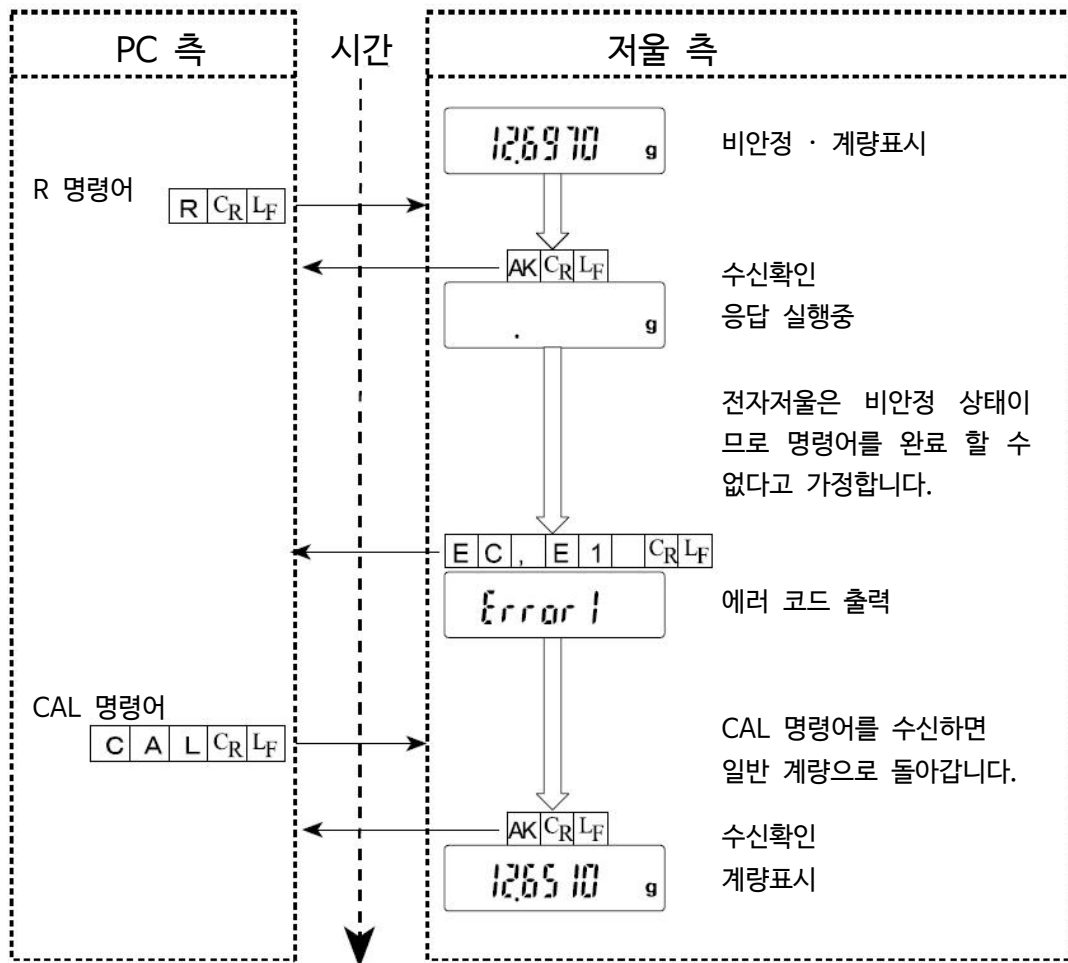 PC 측
시간
저울 측
12.6970 g
비안정 · 계량표시
R 명령어
R CR LF
AK CR LF
수신확인
. g
응답 실행중
전자저울은 비안정 상태이
므로 명령어를 완료 할 수
없다고 가정합니다.
E C , E 1 CR LF
Error 1
에러 코드 출력
CAL 명령어
C A L CR LF
CAL 명령어를 수신하면
일반 계량으로 돌아갑니다.
AK CR LF
수신확인
12.6510 g
계량표시